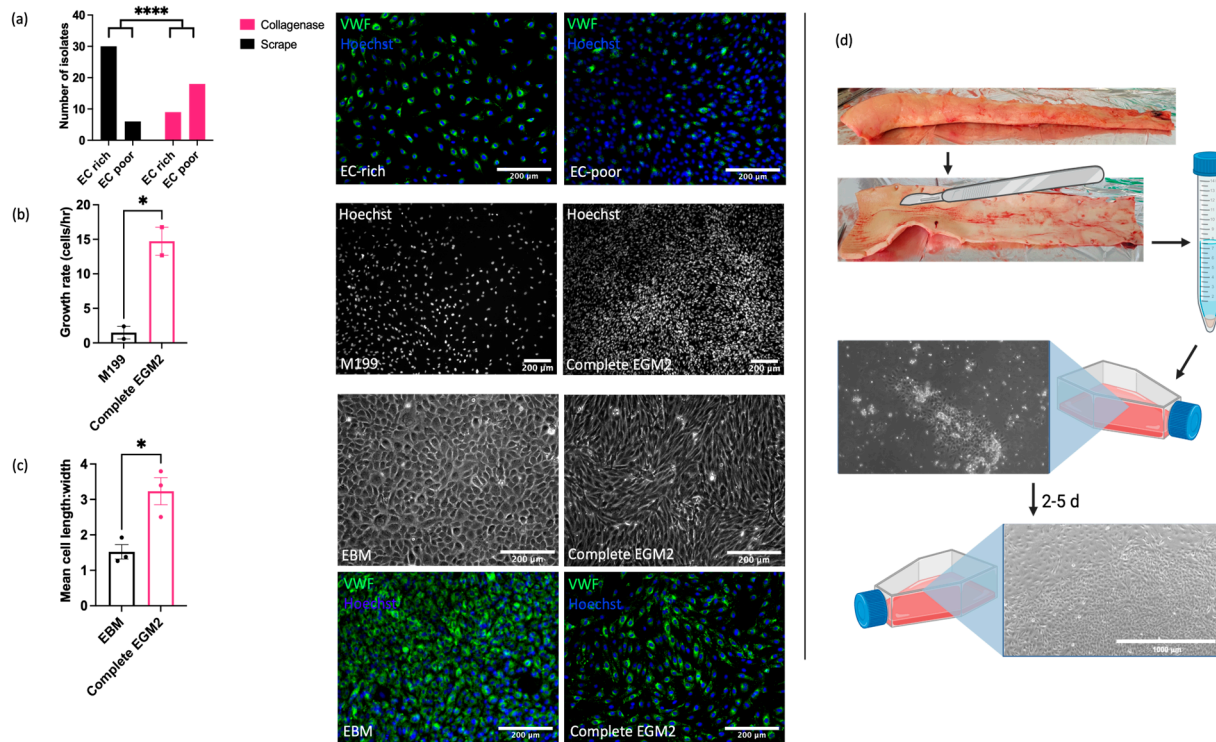 (a)
Number of isolates
40
30
20
10
0
****
EC rich
EC poor
EC rich
EC poor
Collagenase
Scrape
VWF
Hoechst
EC-rich
200 µm
VWF
Hoechst
EC-poor
200 µm
(b)
Growth rate (cells/hr)
20
15
10
5
0
*
M199
Complete EGM2
Hoechst
M199
200 µm
Hoechst
Complete EGM2
200 µm
(c)
Mean cell length:width
5
4
3
2
1
0
*
EBM
Complete EGM2
EBM
200 µm
Complete EGM2
200 µm
VWF
Hoechst
EBM
200 µm
VWF
Hoechst
Complete EGM2
200 µm
(d)
2-5 d
1000 µm